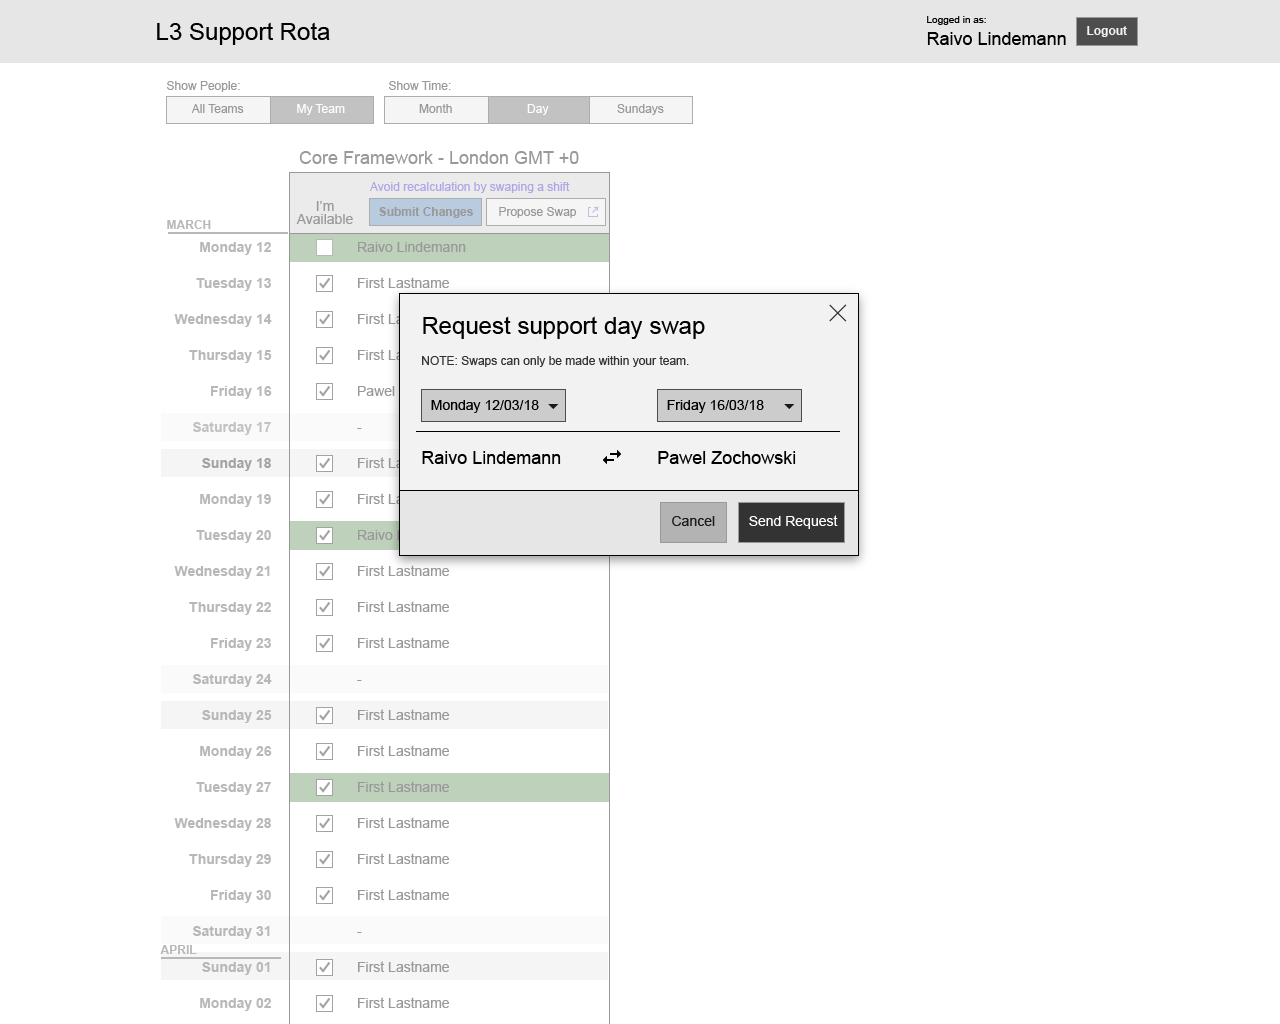 L3 Support Rota
Logged in as:
Raivo Lindemann
Logout
Show People:
Show Time:
All Teams
My Team
Month
Day
Sundays
Core Framework - London GMT +0
Avoid recalculation by swaping a shift
I'm
Available
Submit Changes
Propose Swap
MARCH
Monday 12 Raivo Lindemann
Tuesday 13 First Lastname
Wednesday 14 First La
Thursday 15 First La
Friday 16 Pawel
Saturday 17 -
Sunday 18 First La
Monday 19 First La
Tuesday 20 Raivo
Wednesday 21 First Lastname
Thursday 22 First Lastname
Friday 23 First Lastname
Saturday 24 -
Sunday 25 First Lastname
Monday 26 First Lastname
Tuesday 27 First Lastname
Wednesday 28 First Lastname
Thursday 29 First Lastname
Friday 30 First Lastname
Saturday 31 -
APRIL
Sunday 01 First Lastname
Monday 02 First Lastname
Request support day swap
NOTE: Swaps can only be made within your team.
Monday 12/03/18
Friday 16/03/18
Raivo Lindemann
Pawel Zochowski
Cancel
Send Request